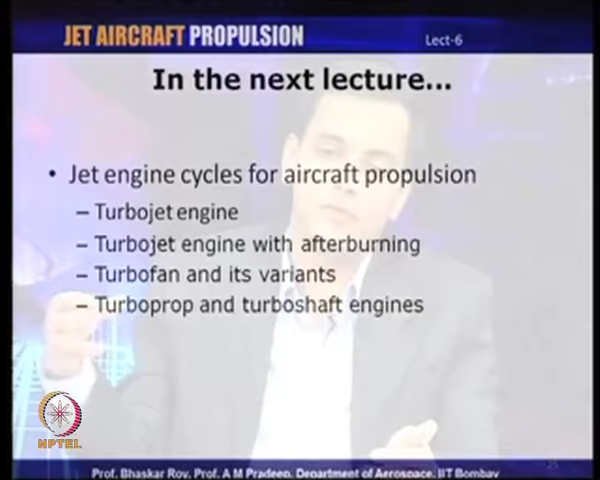 JET AIRCRAFT PROPULSION
Lect-6
In the next lecture...
• Jet engine cycles for aircraft propulsion
– Turbojet engine
– Turbojet engine with afterburning
– Turbofan and its variants
– Turboprop and turboshaft engines
NPTEL
Prof. Bhaskar Roy, Prof. A M Pradeep, Department of Aerospace, IIT Bombay